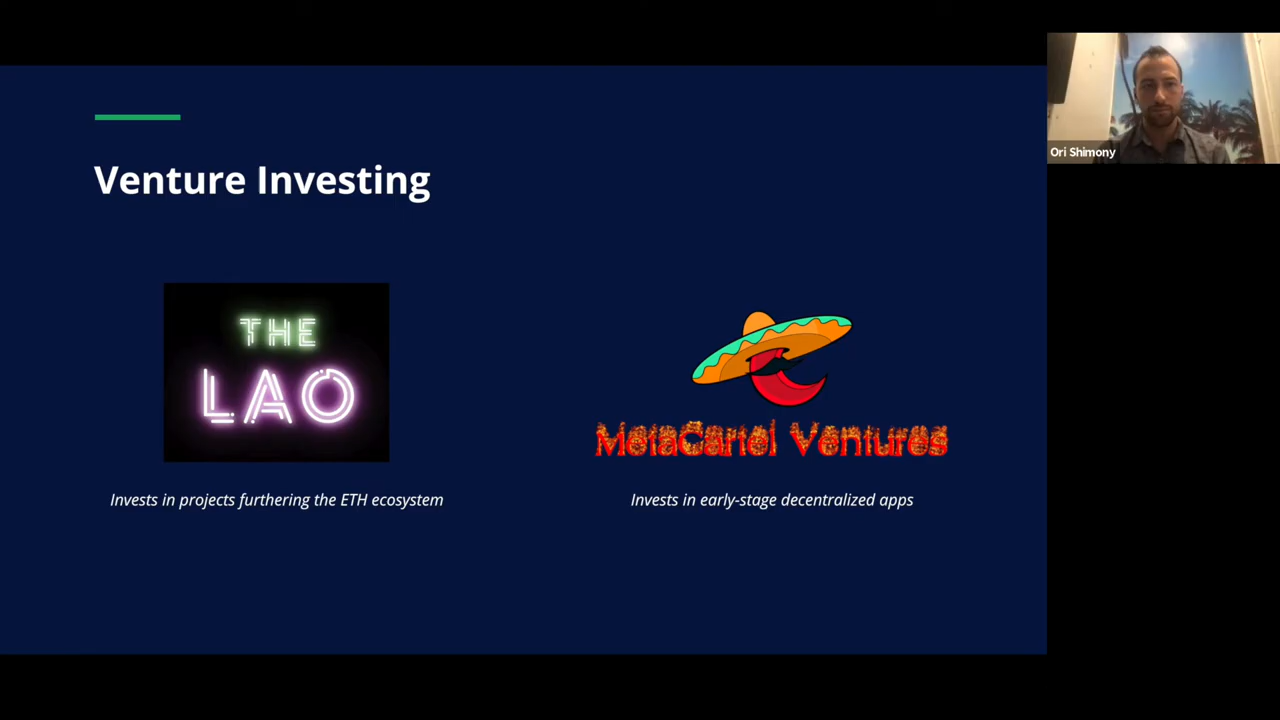 Ori Shimony
Venture Investing
THE
LAO
MetaCartel Ventures
Invests in projects furthering the ETH ecosystem
Invests in early-stage decentralized apps